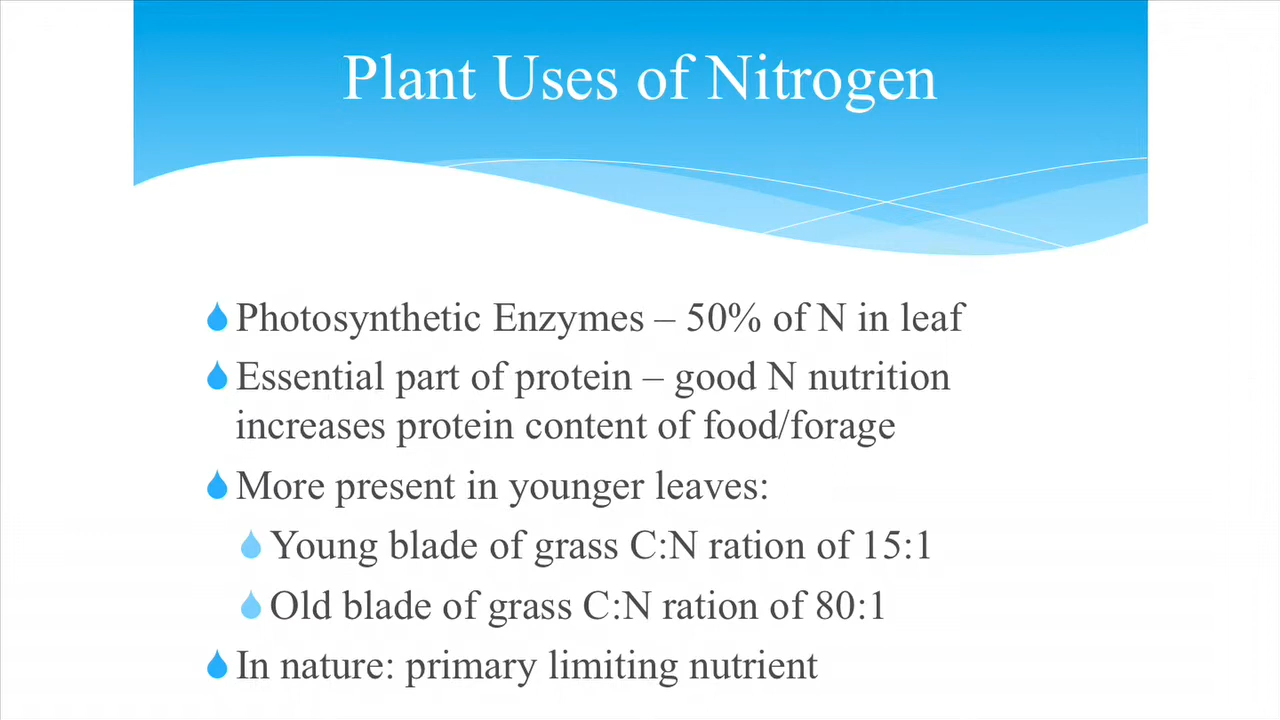 Plant Uses of Nitrogen
Photosynthetic Enzymes – 50% of N in leaf
Essential part of protein – good N nutrition
increases protein content of food/forage
More present in younger leaves:
Young blade of grass C:N ration of 15:1
Old blade of grass C:N ration of 80:1
In nature: primary limiting nutrient